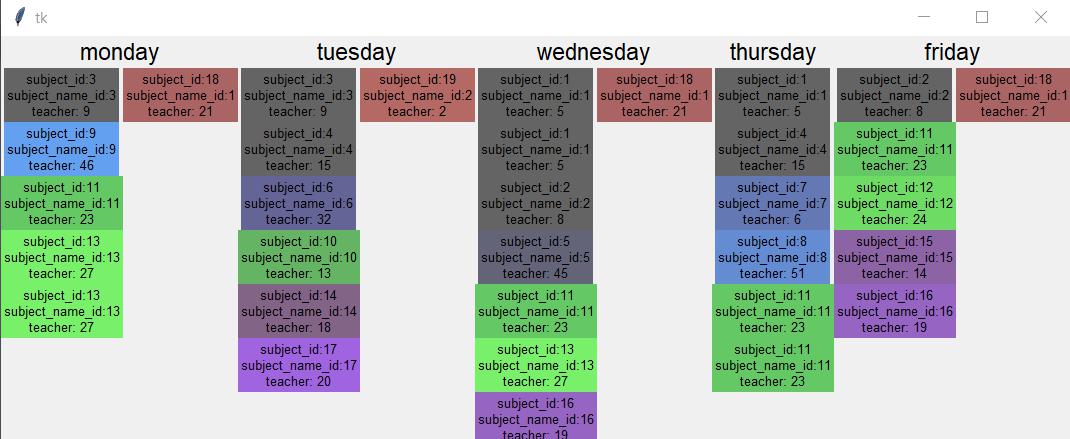 tk
monday
subject_id:3
subject_name_id:3
teacher: 9
subject_id:18
subject_name_id:1
teacher: 21
subject_id:9
subject_name_id:9
teacher: 46
subject_id:11
subject_name_id:11
teacher: 23
subject_id:13
subject_name_id:13
teacher: 27
subject_id:13
subject_name_id:13
teacher: 27
tuesday
subject_id:3
subject_name_id:3
teacher: 9
subject_id:19
subject_name_id:2
teacher: 2
subject_id:4
subject_name_id:4
teacher: 15
subject_id:6
subject_name_id:6
teacher: 32
subject_id:10
subject_name_id:10
teacher: 13
subject_id:14
subject_name_id:14
teacher: 18
subject_id:17
subject_name_id:17
teacher: 20
wednesday
subject_id:1
subject_name_id:1
teacher: 5
subject_id:18
subject_name_id:1
teacher: 21
subject_id:1
subject_name_id:1
teacher: 5
subject_id:2
subject_name_id:2
teacher: 8
subject_id:5
subject_name_id:5
teacher: 45
subject_id:11
subject_name_id:11
teacher: 23
subject_id:13
subject_name_id:13
teacher: 27
subject_id:16
subject_name_id:16
teacher: 19
thursday
subject_id:1
subject_name_id:1
teacher: 5
subject_id:4
subject_name_id:4
teacher: 15
subject_id:7
subject_name_id:7
teacher: 6
subject_id:8
subject_name_id:8
teacher: 51
subject_id:11
subject_name_id:11
teacher: 23
subject_id:11
subject_name_id:11
teacher: 23
friday
subject_id:2
subject_name_id:2
teacher: 8
subject_id:18
subject_name_id:1
teacher: 21
subject_id:11
subject_name_id:11
teacher: 23
subject_id:12
subject_name_id:12
teacher: 24
subject_id:15
subject_name_id:15
teacher: 14
subject_id:16
subject_name_id:16
teacher: 19